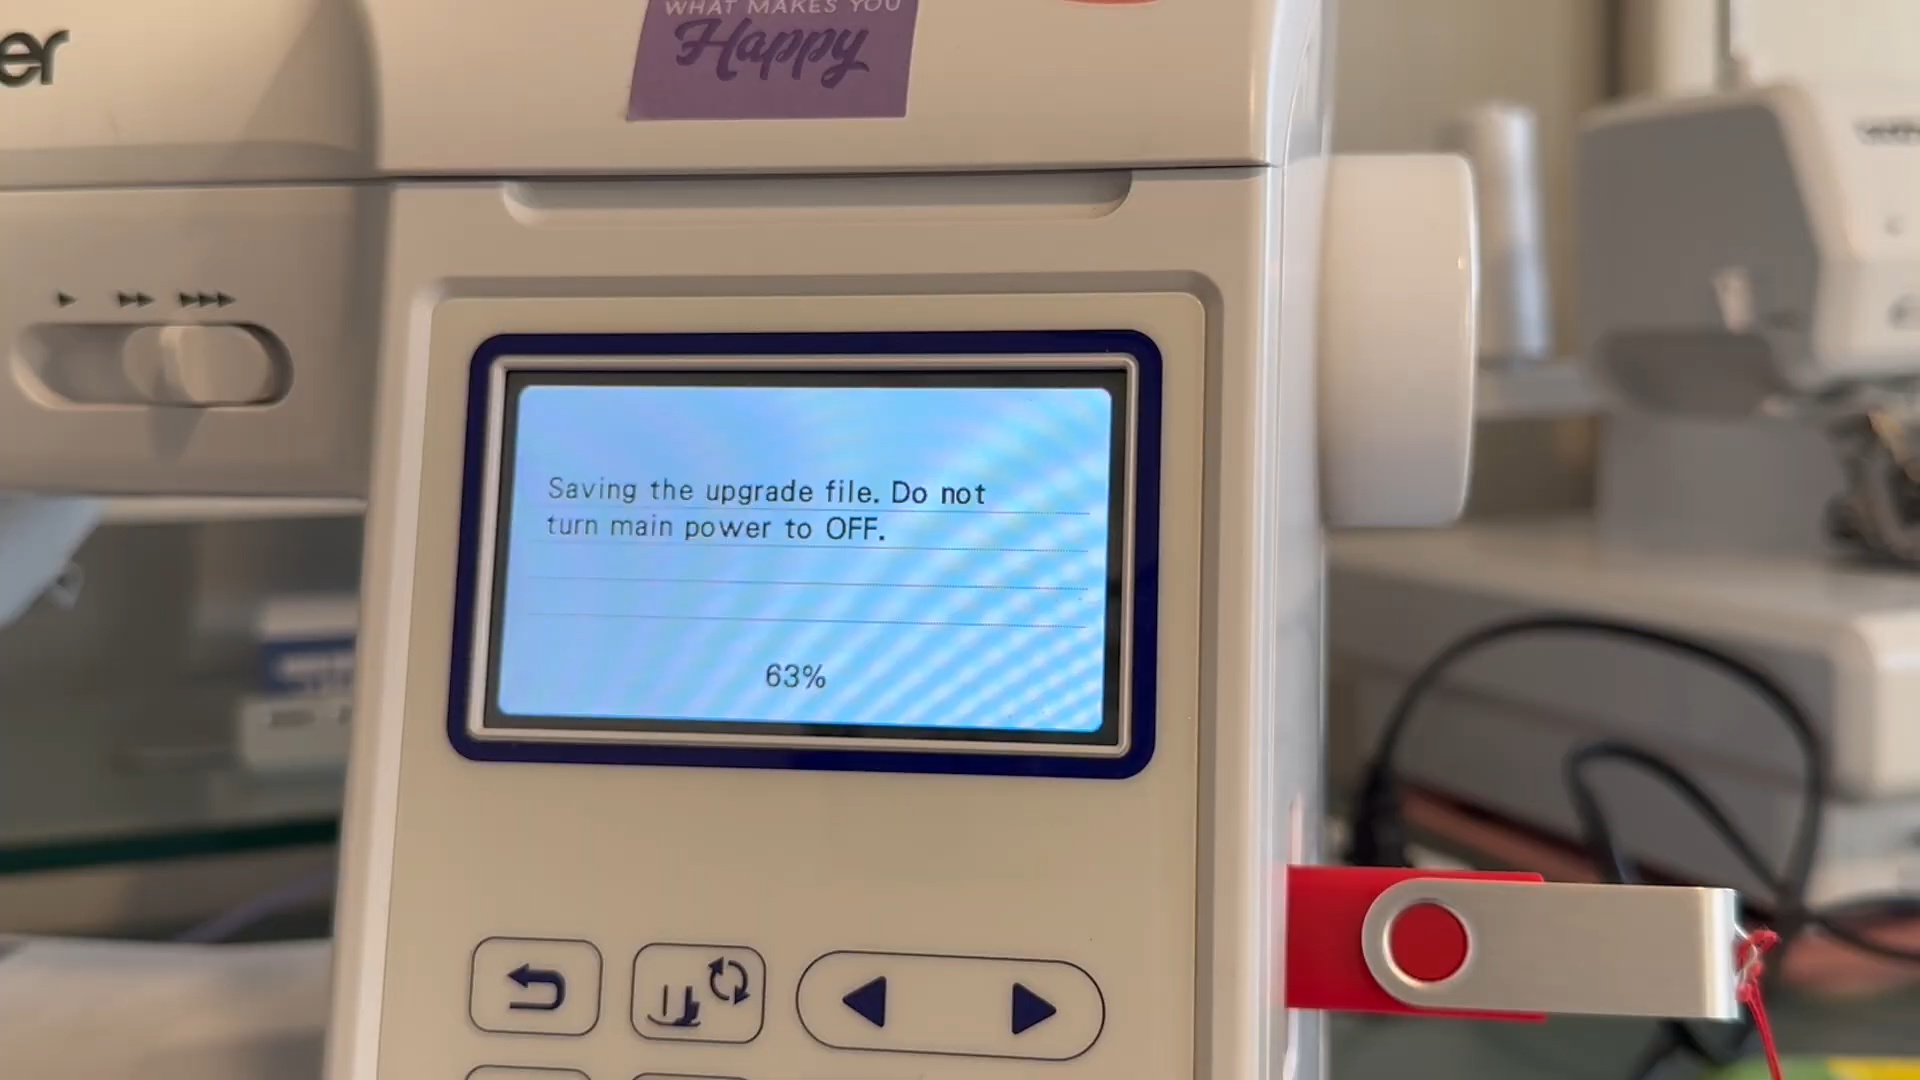 er
WHAT MAKES YOU
Happy
Saving the upgrade file. Do not
turn main power to OFF.
63%